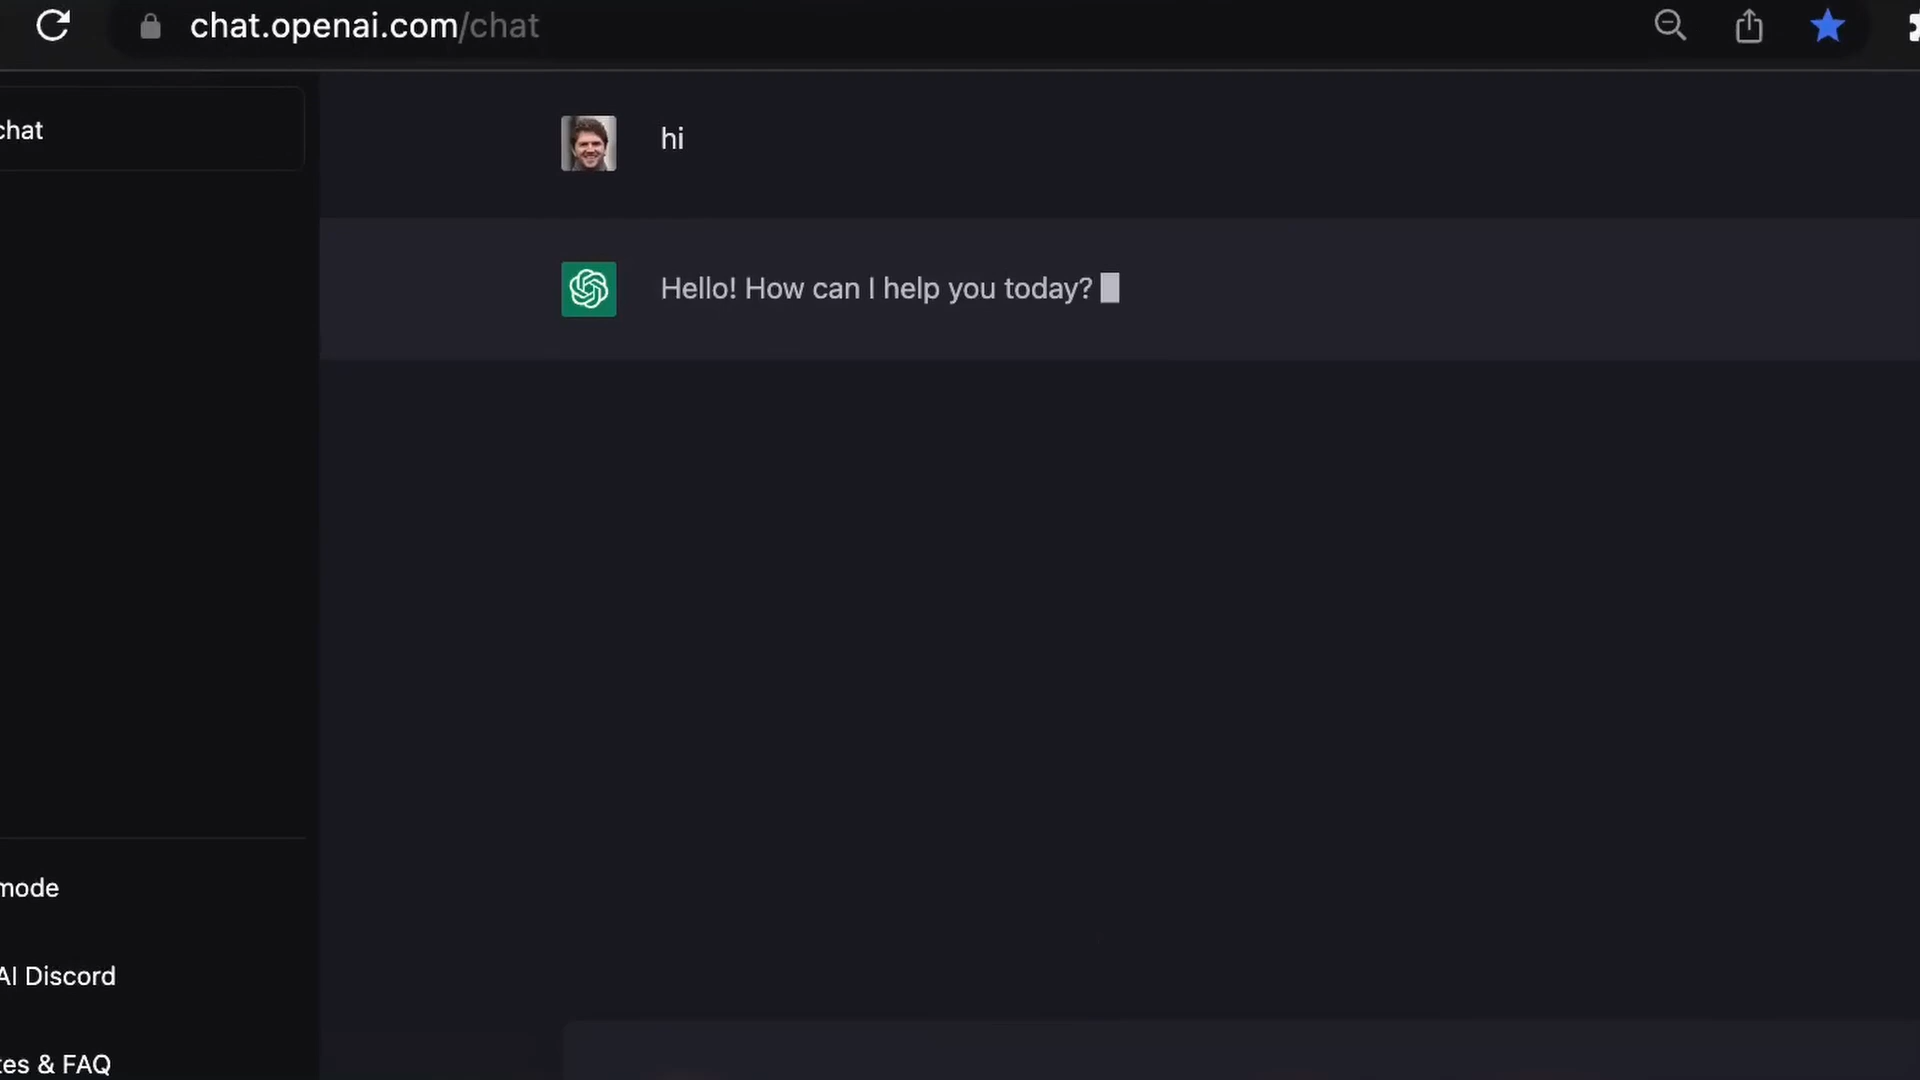 chat.openai.com/chat
chat
hi
Hello! How can I help you today?
mode
AI Discord
tes & FAQ